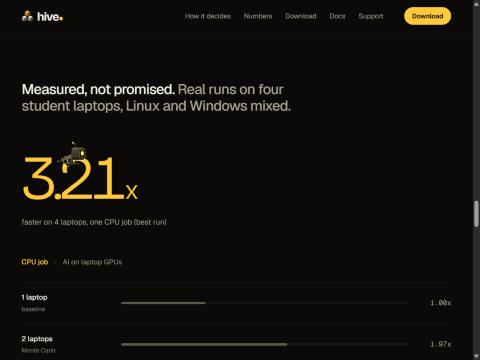 hive.
How it decides
Numbers
Download
Docs
Support
Download
Measured, not promised. Real runs on four
student laptops, Linux and Windows mixed.
3.21x
faster on 4 laptops, one CPU job (best run)
CPU job / AI on laptop GPUs
1 laptop
baseline
1.00x
2 laptops
Monte Carlo
1.97x